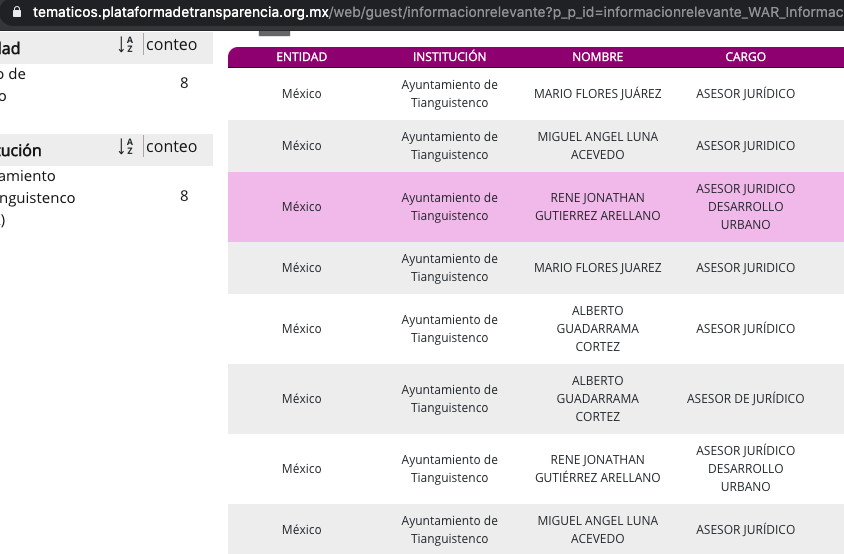 tematicos.plataformadetransparencia.org.mx/web/guest/informacionrelevante?p_p_id=informacionrelevante_WAR_Informac
dad
conteo
o de
o
8
tución
conteo
amiento
nguistenco
)
8
ENTIDAD INSTITUCIÓN NOMBRE CARGO
México
Ayuntamiento de
Tianguistenco
MARIO FLORES JUÁREZ
ASESOR JURÍDICO
México
Ayuntamiento de
Tianguistenco
MIGUEL ANGEL LUNA
ACEVEDO
ASESOR JURIDICO
México
Ayuntamiento de
Tianguistenco
RENE JONATHAN
GUTIERREZ ARELLANO
ASESOR JURIDICO
DESARROLLO
URBANO
México
Ayuntamiento de
Tianguistenco
MARIO FLORES JUAREZ
ASESOR JURIDICO
México
Ayuntamiento de
Tianguistenco
ALBERTO
GUADARRAMA
CORTEZ
ASESOR JURÍDICO
México
Ayuntamiento de
Tianguistenco
ALBERTO
GUADARRAMA
CORTEZ
ASESOR DE JURÍDICO
México
Ayuntamiento de
Tianguistenco
RENE JONATHAN
GUTIÉRREZ ARELLANO
ASESOR JURÍDICO
DESARROLLO
URBANO
México
Ayuntamiento de
Tianguistenco
MIGUEL ANGEL LUNA
ACEVEDO
ASESOR JURÍDICO